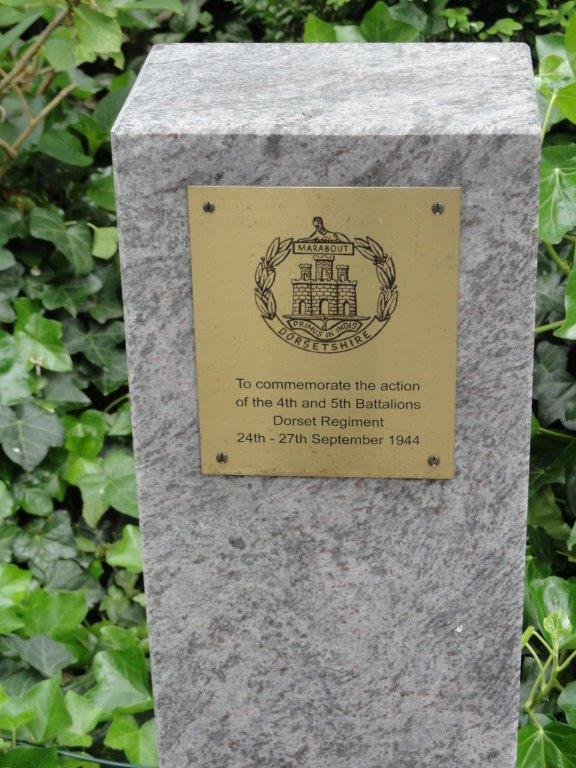 MARABOUT
PRIMUS IN INDIS
DORSETSHIRE
To commemorate the action
of the 4th and 5th Battalions
Dorset Regiment
24th - 27th September 1944